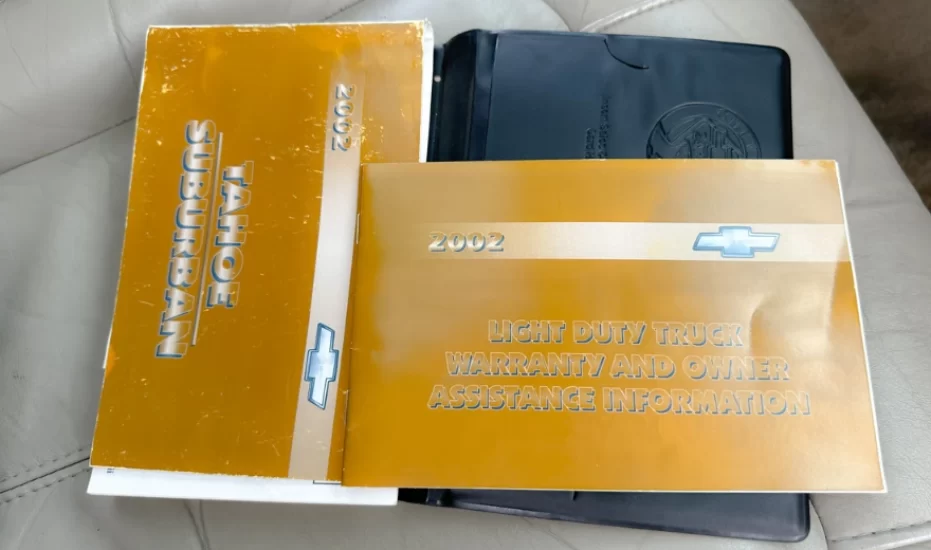 2002
TAHOE
SUBURBAN
2002
LIGHT DUTY TRUCK
WARRANTY AND OWNER
ASSISTANCE INFORMATION